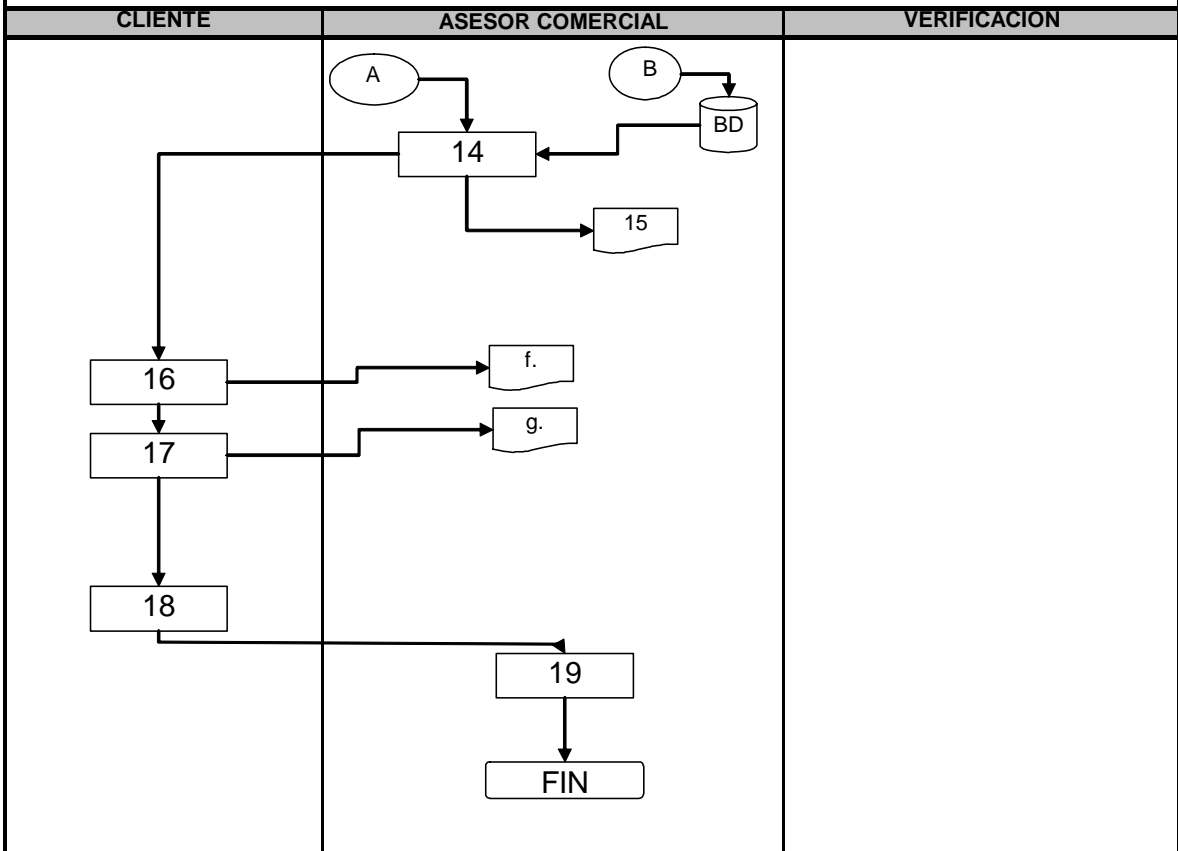 CLIENTE
ASESOR COMERCIAL
VERIFICACION
A
B
BD
14
15
16
f.
17
g.
18
19
FIN